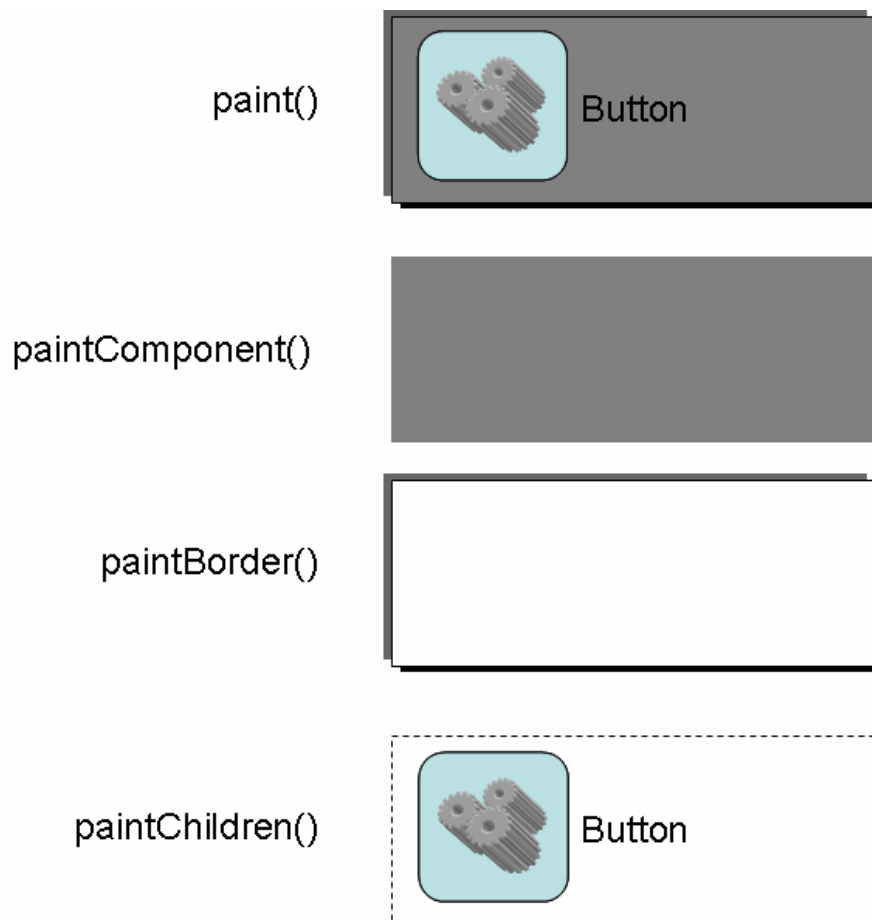 paint()
Button
paintComponent()
paintBorder()
paintChildren()
Button